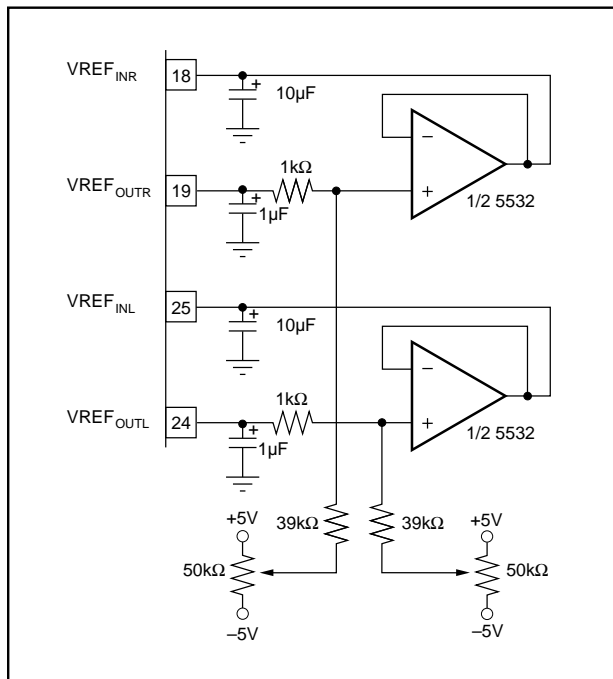 VREF_INR
18
+
10µF
−
+
1/2 5532
VREF_OUTR
19
1kΩ
+
1µF
VREF_INL
25
+
10µF
−
+
1/2 5532
VREF_OUTL
24
1kΩ
+
1µF
39kΩ
39kΩ
+5V
50kΩ
–5V
+5V
50kΩ
–5V